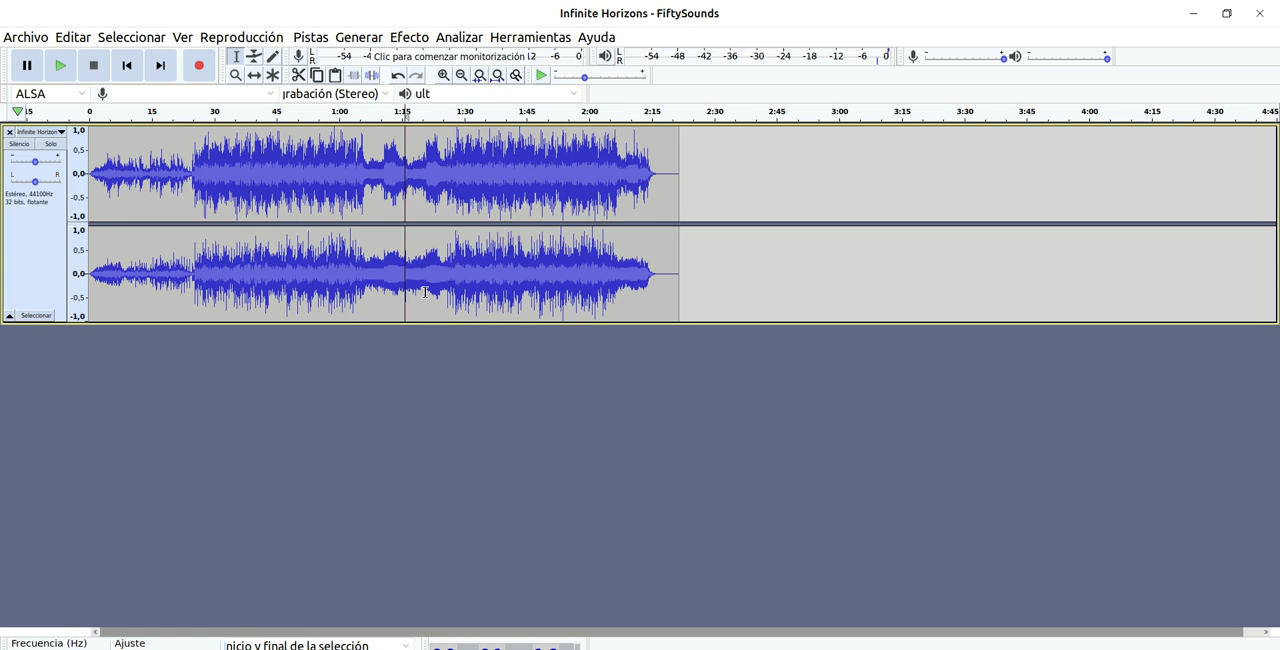 Infinite Horizons - FiftySounds
Archivo Editar Seleccionar Ver Reproducción Pistas Generar Efecto Analizar Herramientas Ayuda
L
R
-54 -4 Clic para comenzar monitorización 12 -6 0
L
R
-54 -48 -42 -36 -30 -24 -18 -12 -6 0
- + - +
- +
ALSA
grabación (Stereo)
ult
15 0 15 30 45 1:00 1:15 1:30 1:45 2:00 2:15 2:30 2:45 3:00 3:15 3:30 3:45 4:00 4:15 4:30 4:45
Infinite Horizon
Silencio Solo
- +
L R
Estéreo, 44100Hz
32 bits, flotante
Seleccionar
1,0
0,5-
0,0-
-0,5-
-1,0
1,0
0,5-
0,0-
-0,5-
-1,0
Frecuencia (Hz) Ajuste
nicio y final de la selección